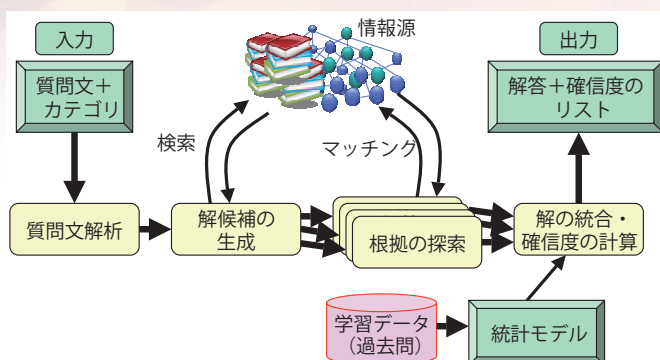 入力
情報源
出力
質問文＋
カテゴリ
解答＋確信度の
リスト
検索
マッチング
質問文解析
解候補の
生成
根拠の探索
解の統合・
確信度の計算
学習データ
（過去問）
統計モデル